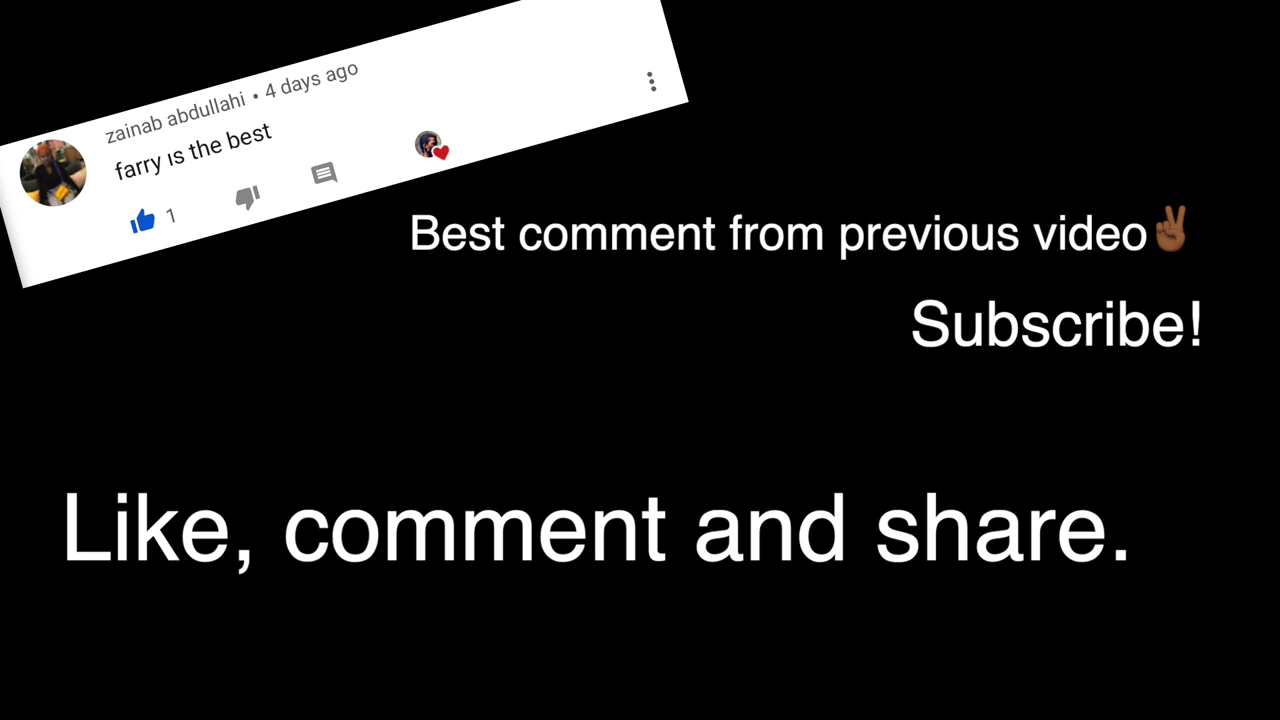 zainab abdullahi • 4 days ago
farry ıs the best
1
Best comment from previous video✌🏾
Subscribe!
Like, comment and share.